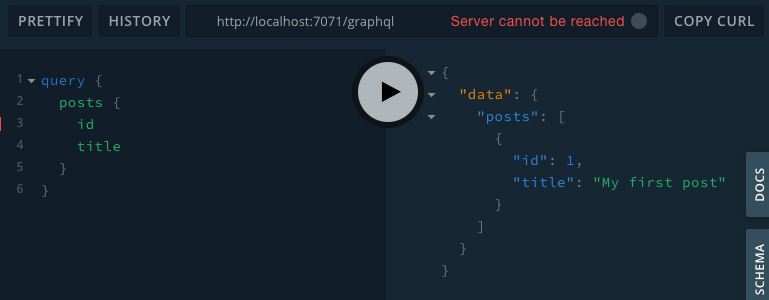 PRETTIFY HISTORY http://localhost:7071/graphql Server cannot be reached COPY CURL
1 query {
2 posts {
3 id
4 title
5 }
6 }
{
"data": {
"posts": [
{
"id": 1,
"title": "My first post"
}
]
}
}
DOCS
SCHEMA